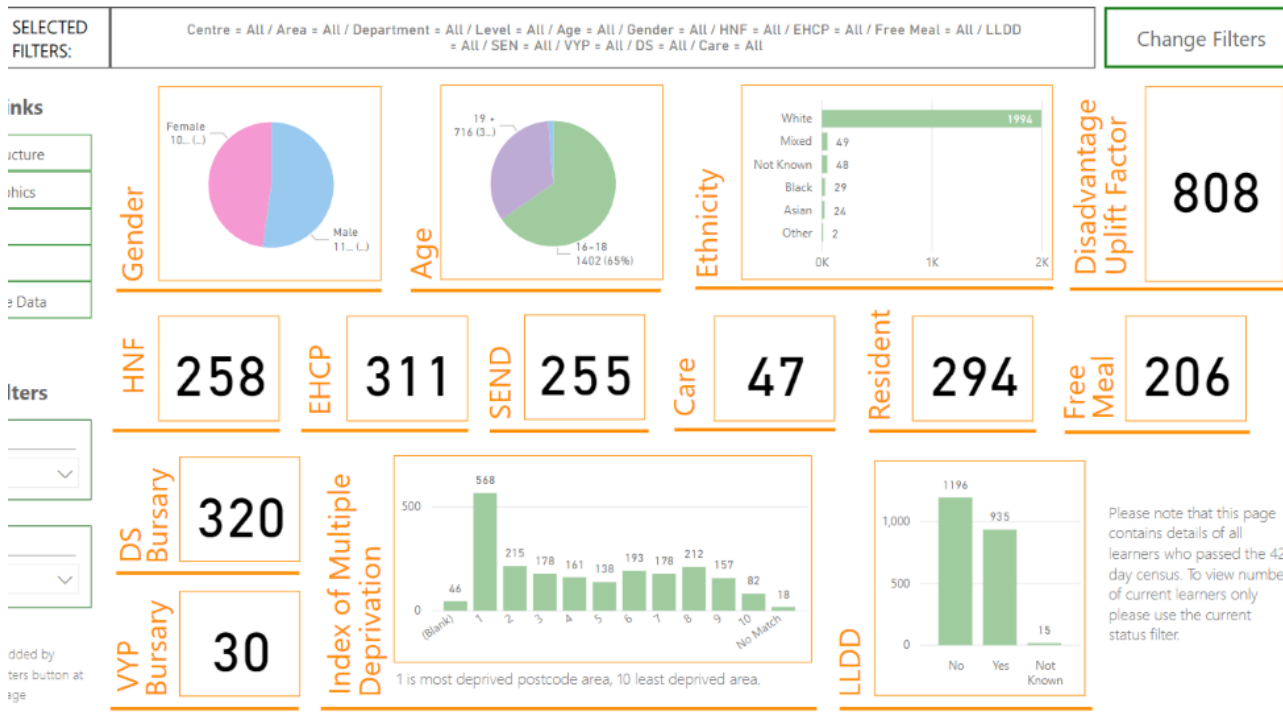 SELECTED
FILTERS:
Centre = All / Area = All / Department = All / Level = All / Age = All / Gender = All / HNF = All / EHCP = All / Free Meal = All / LLDD
= All / SEN = All / VYP = All / DS = All / Care = All
Change Filters
inks
ucture
phics
e Data
lters
dded by
ters button at
age
Gender
Female
10... (...)
Male
11... (...)
Age
19 +
716 (3...)
16-18
1402 (65%)
Ethnicity
White 1994
Mixed 49
Not Known 48
Black 29
Asian 24
Other 2
0K 1K 2K
Disadvantage
Uplift Factor
808
HNF
258
EHCP
311
SEND
255
Care
47
Resident
294
Free
Meal
206
DS
Bursary
320
VYP
Bursary
30
Index of Multiple
Deprivation
500
0
46 568 215 178 161 138 193 178 212 157 82 18
(Blank) 1 2 3 4 5 6 7 8 9 10 No Match
1 is most deprived postcode area, 10 least deprived area.
LLDD
1,000
500
0
1196 935 15
No Yes Not
Known
Please note that this page
contains details of all
learners who passed the 42
day census. To view numbe
of current learners only
please use the current
status filter.